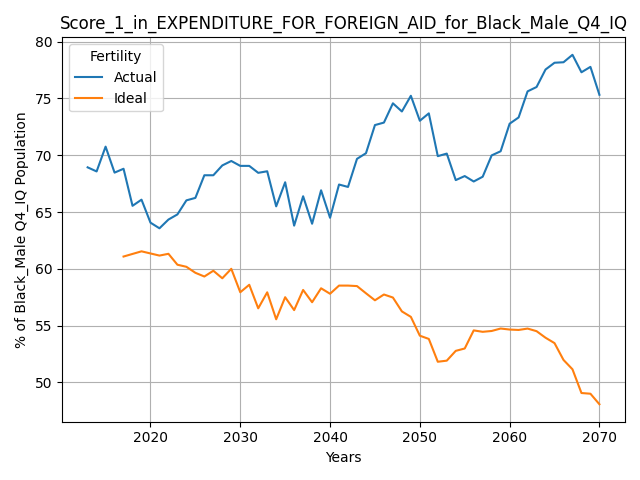 Score_1_in_EXPENDITURE_FOR_FOREIGN_AID_for_Black_Male_Q4_IQ
Fertility
Actual
Ideal
% of Black_Male Q4_IQ Population
80
75
70
65
60
55
50
2020 2030 2040 2050 2060 2070
Years